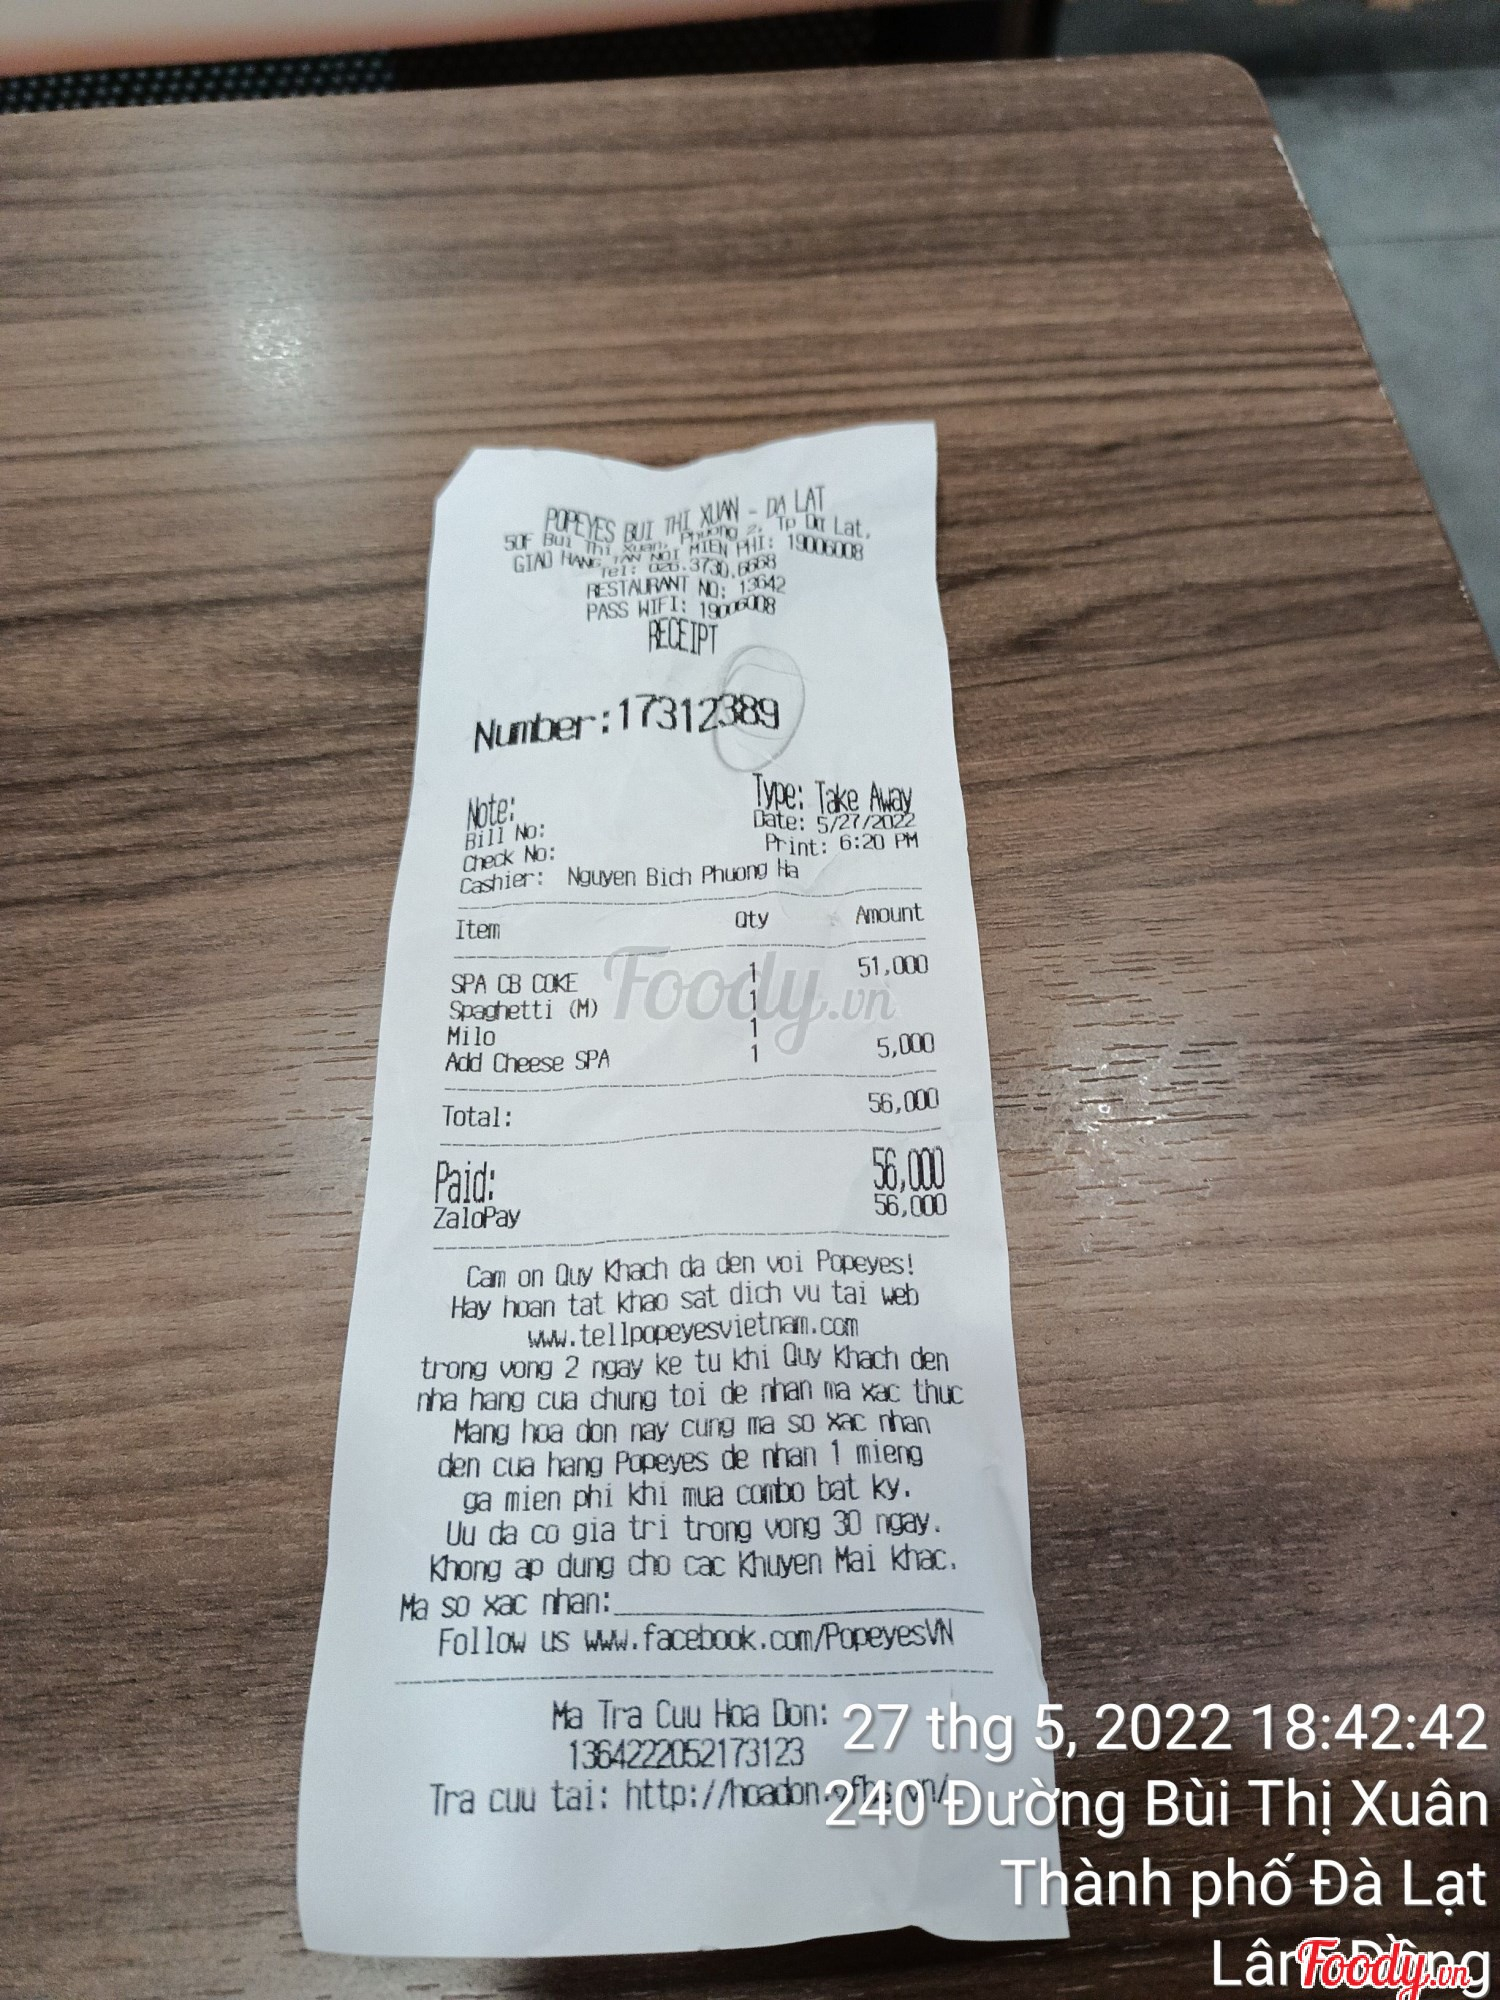 POPEYES BUI THI XUAN - DA LAT
50F Bui Thi Xuan, Phuong 2, Tp Da Lat,
GIAO HANG TAN NOI MIEN PHI: 19006008
Tel: 026.3730.6668
RESTAURANT NO: 13642
PASS WIFI: 19006008
RECEIPT
Number:17312389
Type: Take Away
Note:
Date: 5/27/2022
Bill No:
Print: 6:20 PM
Check No:
Cashier: Nguyen Bich Phuong Ha
Item Qty Amount
SPA CB COKE 1 51,000
Spaghetti (M) 1
Milo 1
Add Cheese SPA 1 5,000
Total: 56,000
Paid: 56,000
ZaloPay 56,000
Cam on Quy Khach da den voi Popeyes!
Hay hoan tat khao sat dich vu tai web
www.tellpopeyesvietnam.com
trong vong 2 ngay ke tu khi Quy Khach den
nha hang cua chung toi de nhan ma xac thuc
Mang hoa don nay cung ma so xac nhan
den cua hang Popeyes de nhan 1 mieng
ga mien phi khi mua combo bat ky.
Uu da co gia tri trong vong 30 ngay.
Khong ap dung cho cac Khuyen Mai khac.
Ma so xac nhan:
Follow us www.facebook.com/PopeyesVN
Ma Tra Cuu Hoa Don:
1364222052173123
Tra cuu tai: http://hoadon.vfbs.vn/
Foody.vn
27 thg 5, 2022 18:42:42
240 Đường Bùi Thị Xuân
Thành phố Đà Lạt
Lâm Đồng
Foody.vn